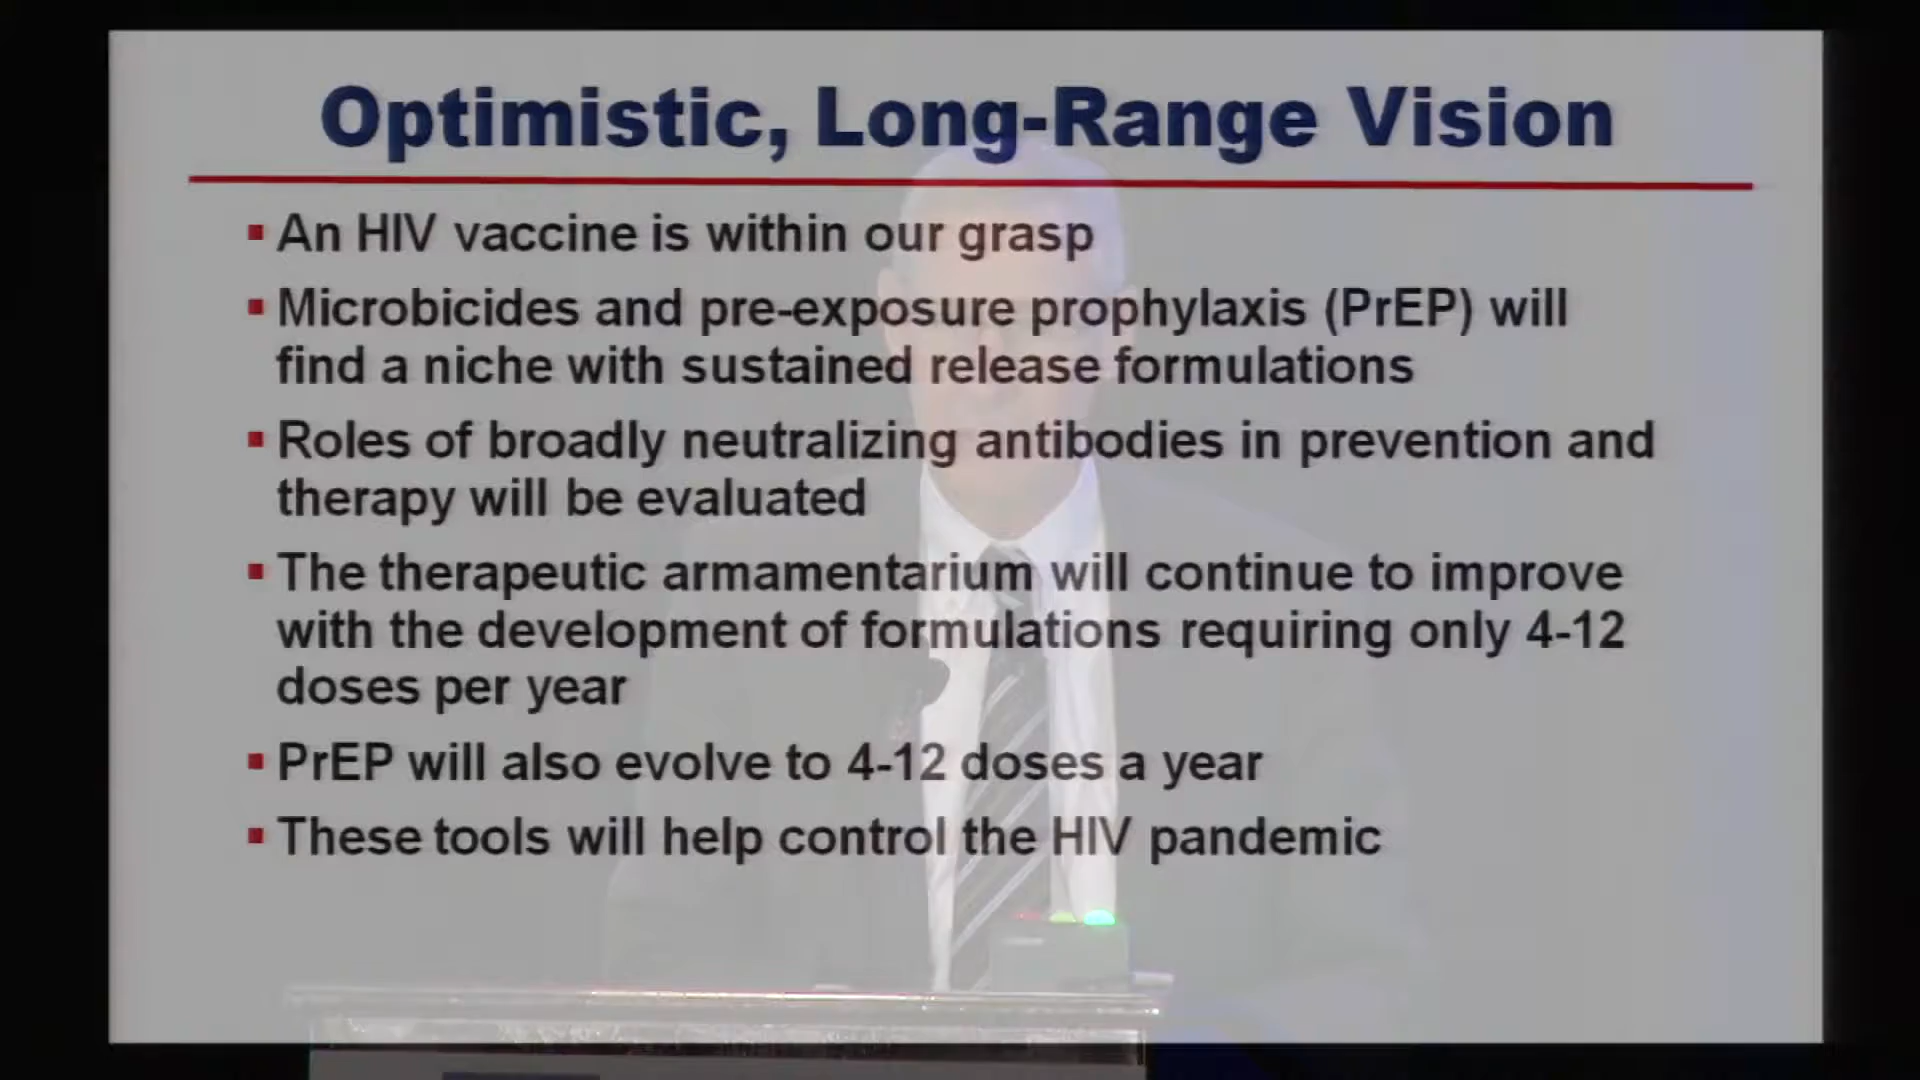 Optimistic, Long-Range Vision
▪ An HIV vaccine is within our grasp
▪ Microbicides and pre-exposure prophylaxis (PrEP) will
find a niche with sustained release formulations
▪ Roles of broadly neutralizing antibodies in prevention and
therapy will be evaluated
▪ The therapeutic armamentarium will continue to improve
with the development of formulations requiring only 4-12
doses per year
▪ PrEP will also evolve to 4-12 doses a year
▪ These tools will help control the HIV pandemic